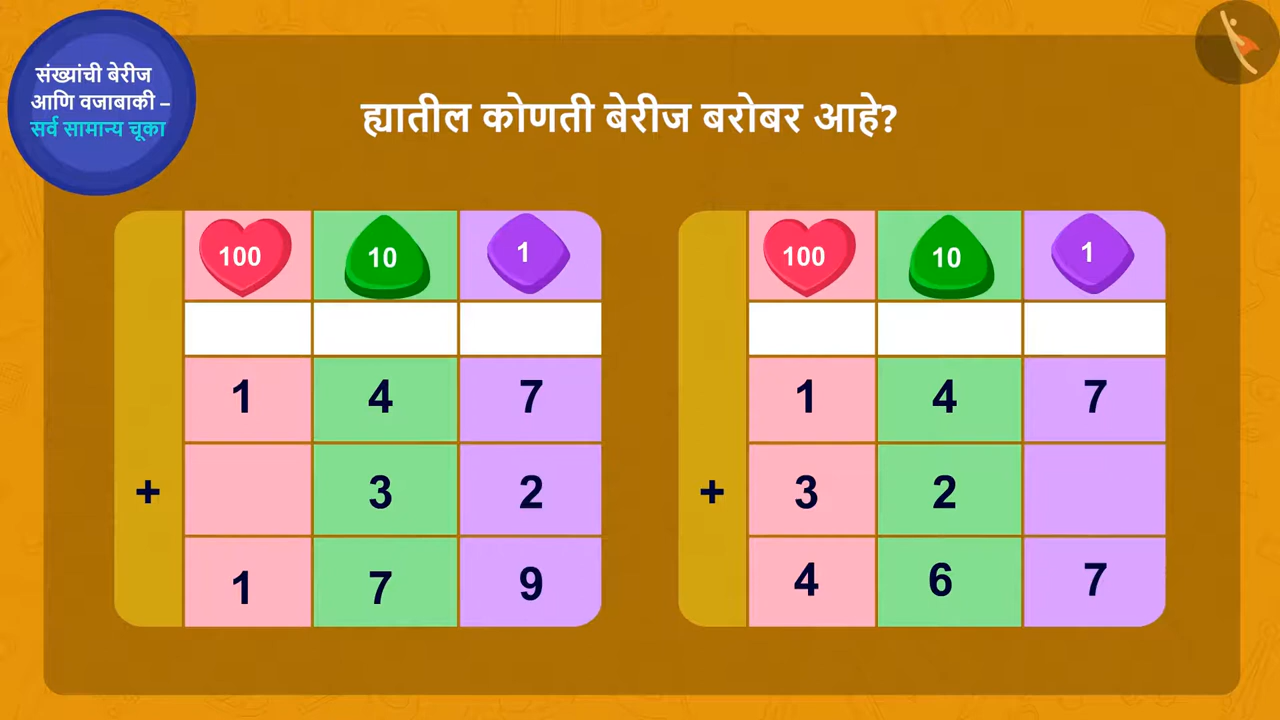 संख्यांची बेरीज
आणि वजाबाकी –
सर्व सामान्य चूका
ह्यातील कोणती बेरीज बरोबर आहे?
100 10 1
1 4 7
+ 3 2
1 7 9
100 10 1
1 4 7
+ 3 2
4 6 7